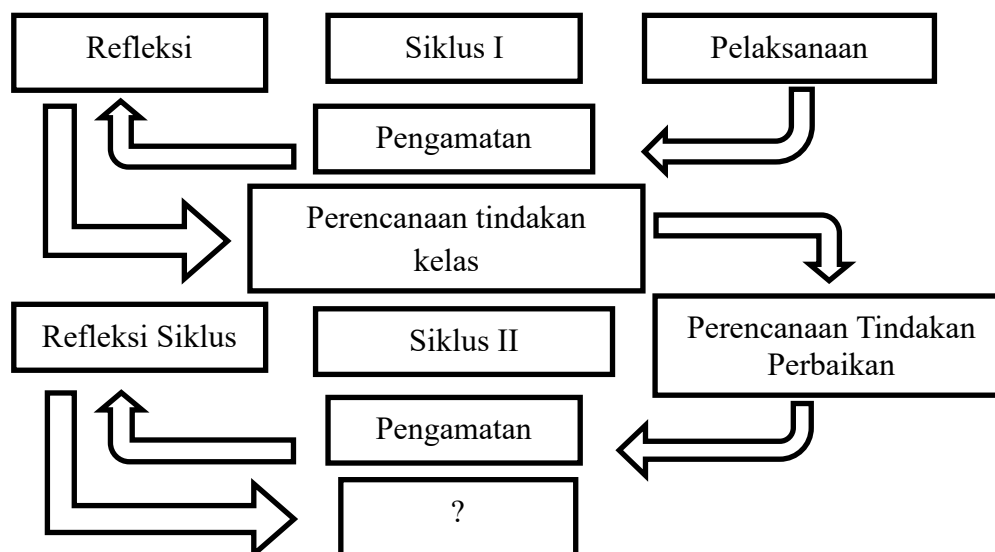 Refleksi
Siklus I
Pelaksanaan
Pengamatan
Perencanaan tindakan
kelas
Refleksi Siklus
Siklus II
Perencanaan Tindakan
Perbaikan
Pengamatan
?